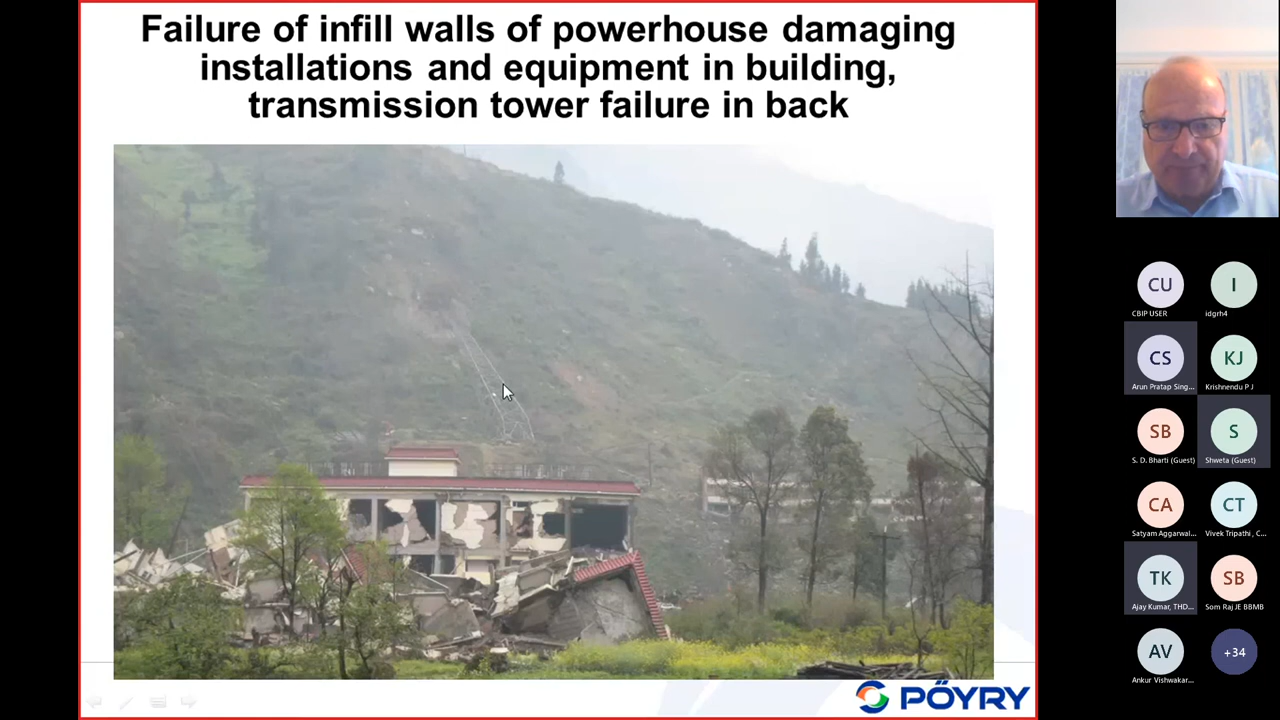 Failure of infill walls of powerhouse damaging
installations and equipment in building,
transmission tower failure in back
PÖYRY
CU
CBIP USER
I
idgrh4
CS
Arun Pratap Sing...
KJ
Krishnendu P J
SB
S. D. Bharti (Guest)
S
Shweta (Guest)
CA
Satyam Aggarwal...
CT
Vivek Tripathi , C...
TK
Ajay Kumar, THD...
SB
Som Raj JE BBMB
AV
Ankur Vishwakar...
+34